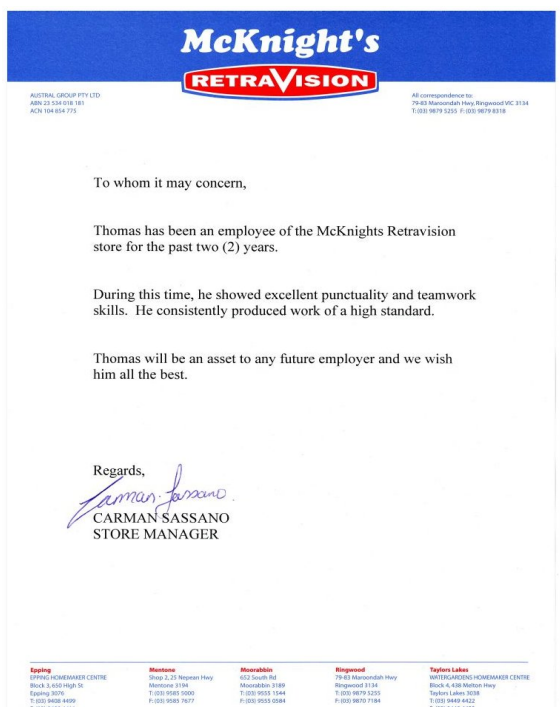 McKnight's
RETRAVISION
AUSTRAL GROUP PTY LTD
ABN 23 534 018 181
ACN 104 854 775
All correspondence to:
79-83 Maroondah Hwy, Ringwood VIC 3134
T: (03) 9879 5255 F: (03) 9879 8318
To whom it may concern,
Thomas has been an employee of the McKnights Retravision
store for the past two (2) years.
During this time, he showed excellent punctuality and teamwork
skills. He consistently produced work of a high standard.
Thomas will be an asset to any future employer and we wish
him all the best.
Regards,
Carman Sassano
CARMAN SASSANO
STORE MANAGER
Epping
EPPING HOMEMAKER CENTRE
Block 3, 650 High St
Epping 3076
T: (03) 9408 4499
Mentone
Shop 2, 25 Nepean Hwy
Mentone 3194
T: (03) 9585 5000
F: (03) 9585 7677
Moorabbin
652 South Rd
Moorabbin 3189
T: (03) 9555 1544
F: (03) 9555 0584
Ringwood
79-83 Maroondah Hwy
Ringwood 3134
T: (03) 9879 5255
F: (03) 9870 7184
Taylors Lakes
WATERGARDENS HOMEMAKER CENTRE
Block 4, 438 Melton Hwy
Taylors Lakes 3038
T: (03) 9449 4422